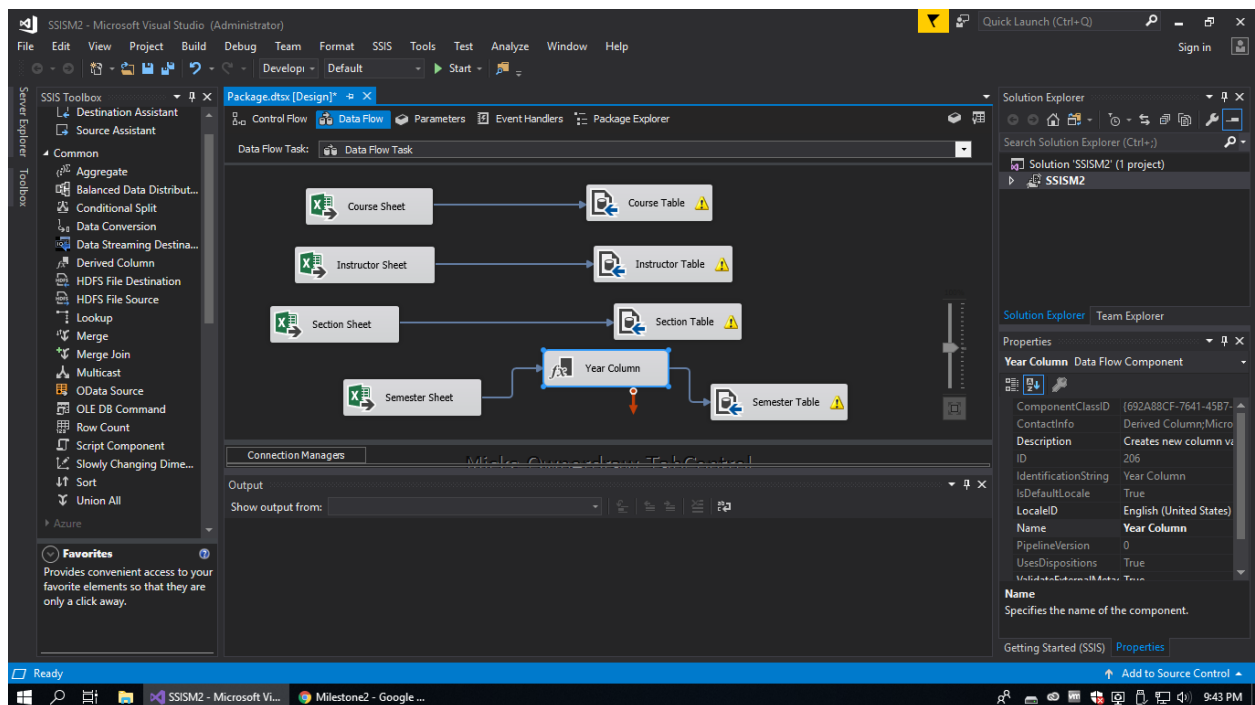 SSISM2 - Microsoft Visual Studio (Administrator)
Quick Launch (Ctrl+Q)
File Edit View Project Build Debug Team Format SSIS Tools Test Analyze Window Help
Sign in
Developi Default Start
Server Explorer
Toolbox
SSIS Toolbox
Destination Assistant
Source Assistant
Common
Aggregate
Balanced Data Distribut...
Conditional Split
Data Conversion
Data Streaming Destina...
Derived Column
HDFS File Destination
HDFS File Source
Lookup
Merge
Merge Join
Multicast
OData Source
OLE DB Command
Row Count
Script Component
Slowly Changing Dime...
Sort
Union All
Azure
Favorites
Provides convenient access to your
favorite elements so that they are
only a click away.
Package.dtsx [Design]*
Control Flow Data Flow Parameters Event Handlers Package Explorer
Data Flow Task: Data Flow Task
Course Sheet
Course Table
Instructor Sheet
Instructor Table
Section Sheet
Section Table
Year Column
Semester Sheet
Semester Table
Connection Managers
Output
Show output from:
Solution Explorer
Search Solution Explorer (Ctrl+;)
Solution 'SSISM2' (1 project)
SSISM2
Solution Explorer Team Explorer
Properties
Year Column Data Flow Component
ComponentClassID {692A88CF-7641-45B7-
ContactInfo Derived Column;Micro
Description Creates new column va
ID 206
IdentificationString Year Column
IsDefaultLocale True
LocaleID English (United States)
Name Year Column
PipelineVersion 0
UsesDispositions True
Name
Specifies the name of the component.
Getting Started (SSIS) Properties
Ready
Add to Source Control
SSISM2 - Microsoft Vi...
Milestone2 - Google ...
9:43 PM